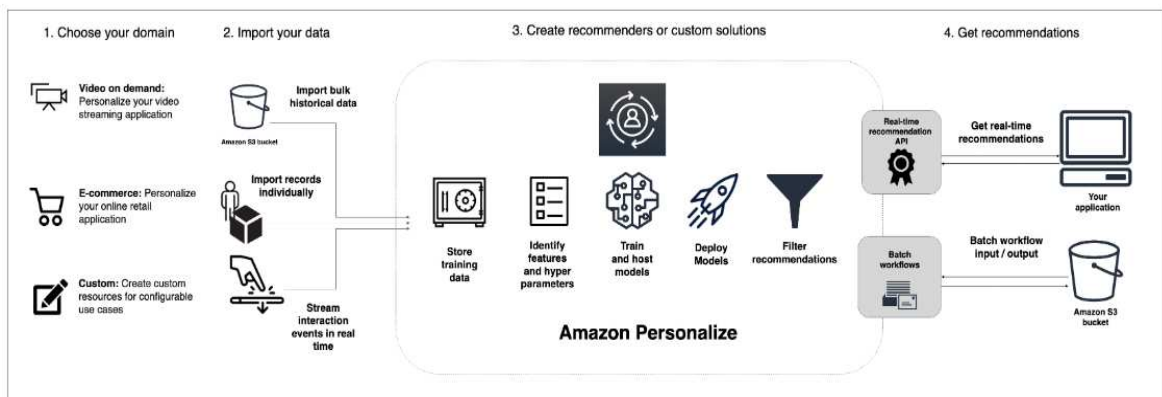 1. Choose your domain
2. Import your data
3. Create recommenders or custom solutions
4. Get recommendations
Video on demand:
Personalize your video
streaming application
E-commerce: Personalize
your online retail
application
Custom: Create custom
resources for configurable
use cases
Import bulk
historical data
Amazon S3 bucket
Import records
individually
Stream
interaction
events in real
time
Store
training
data
Identify
features
and hyper
parameters
Train
and host
models
Deploy
Models
Filter
recommendations
Amazon Personalize
Real-time
recommendation
API
Get real-time
recommendations
Your
application
Batch
workflows
Batch workflow
input / output
Amazon S3
bucket